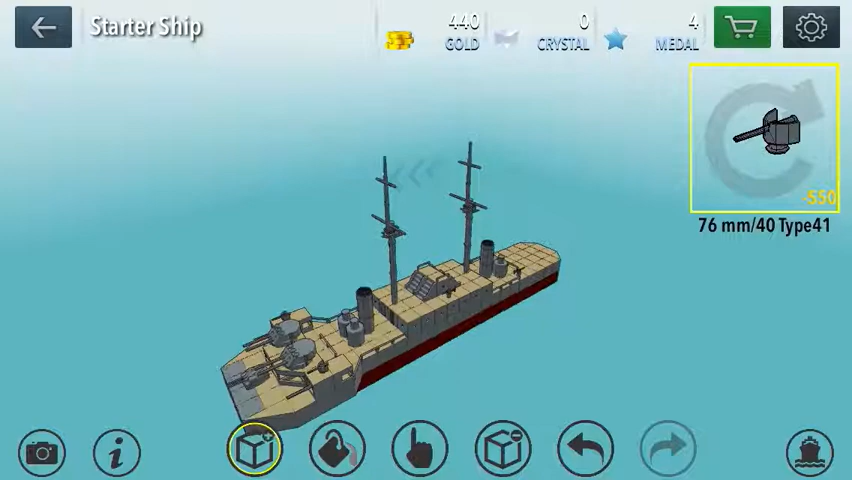 Starter Ship
440
GOLD
0
CRYSTAL
4
MEDAL
-550
76 mm/40 Type41